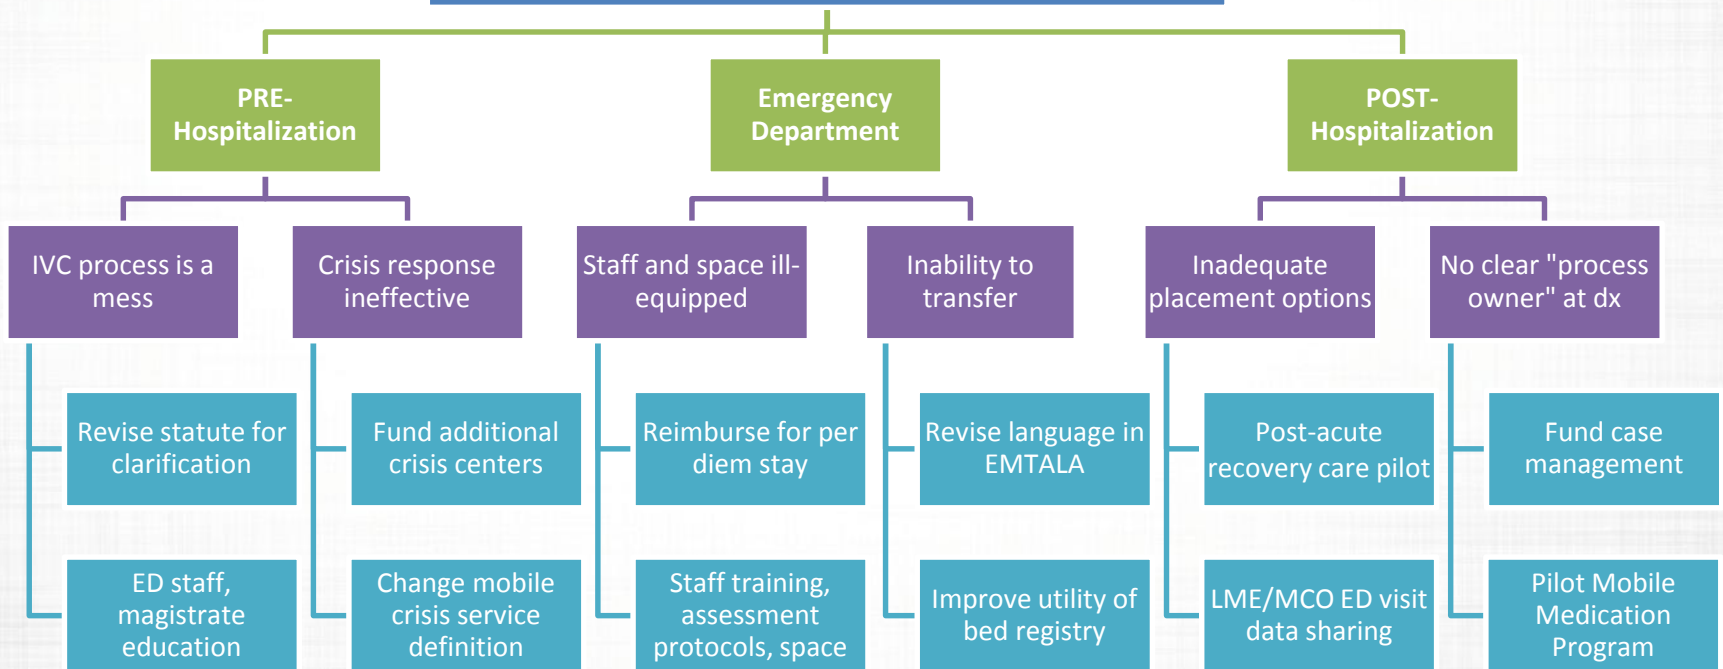 PRE-
Hospitalization
Emergency
Department
POST-
Hospitalization
IVC process is a
mess
Crisis response
ineffective
Staff and space ill-
equipped
Inability to
transfer
Inadequate
placement options
No clear "process
owner" at dx
Revise statute for
clarification
Fund additional
crisis centers
Reimburse for per
diem stay
Revise language in
EMTALA
Post-acute
recovery care pilot
Fund case
management
ED staff,
magistrate
education
Change mobile
crisis service
definition
Staff training,
assessment
protocols, space
Improve utility of
bed registry
LME/MCO ED visit
data sharing
Pilot Mobile
Medication
Program